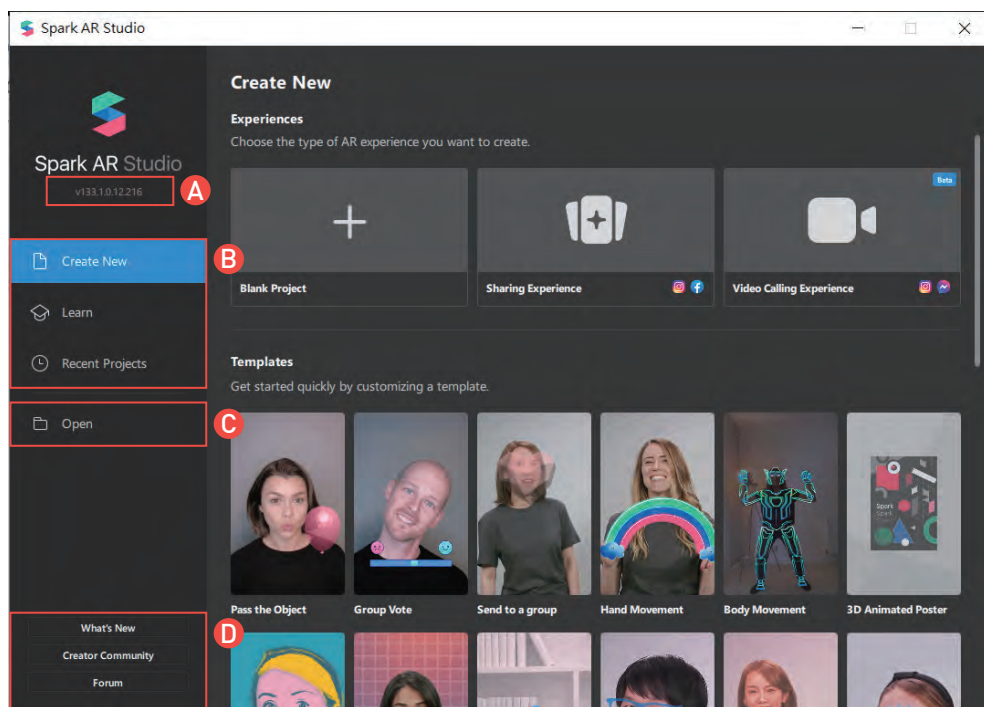 Spark AR Studio
Spark AR Studio
v133.1.0.12.216
A
Create New
B
Learn
Recent Projects
Open
C
What's New
D
Creator Community
Forum
Create New
Experiences
Choose the type of AR experience you want to create.
Beta
Blank Project
Sharing Experience
Video Calling Experience
Templates
Get started quickly by customizing a template.
Spark
Spark
Pass the Object
Group Vote
Send to a group
Hand Movement
Body Movement
3D Animated Poster